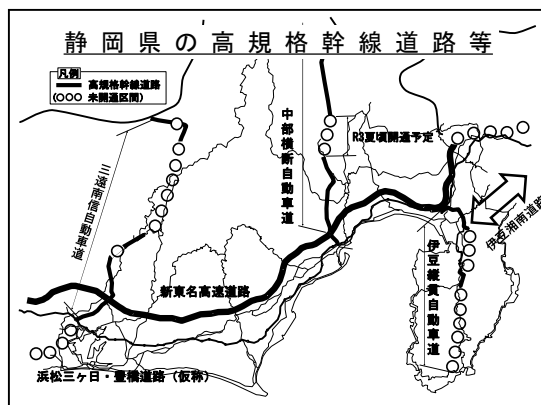 静岡県の高規格幹線道路等
凡例
高規格幹線道路
(○○○ 未開通区間)
三遠南信自動車道
中部横断自動車道
R3夏頃開通予定
伊豆湘南道路
新東名高速道路
伊豆縦貫自動車道
浜松三ヶ日・豊橋道路（仮称）